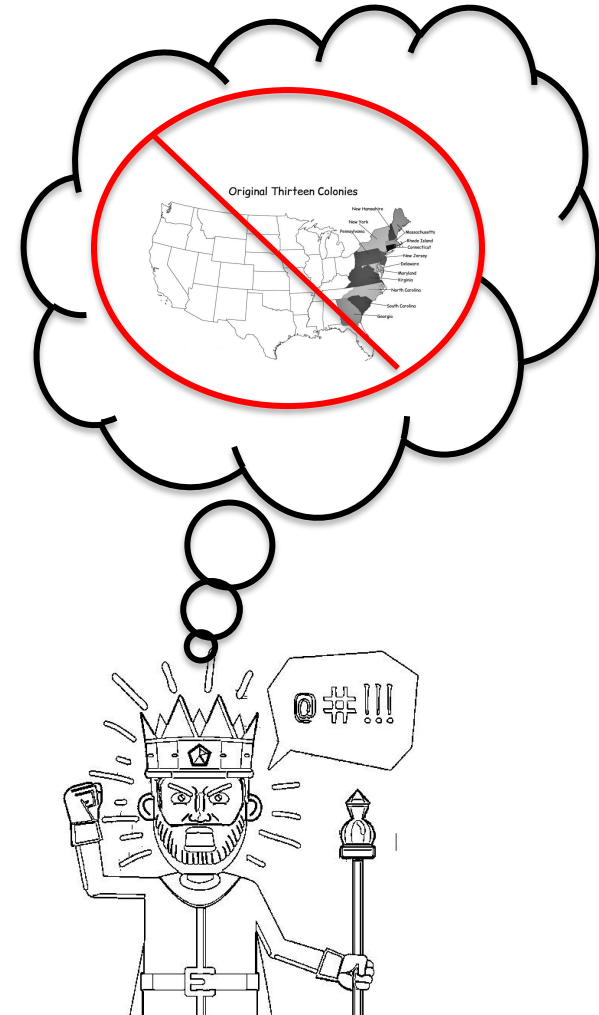 Original Thirteen Colonies
New Hampshire
New York
Massachusetts
Pennsylvania
Rhode Island
Connecticut
New Jersey
Delaware
Maryland
Virginia
North Carolina
South Carolina
Georgia
@#!!!